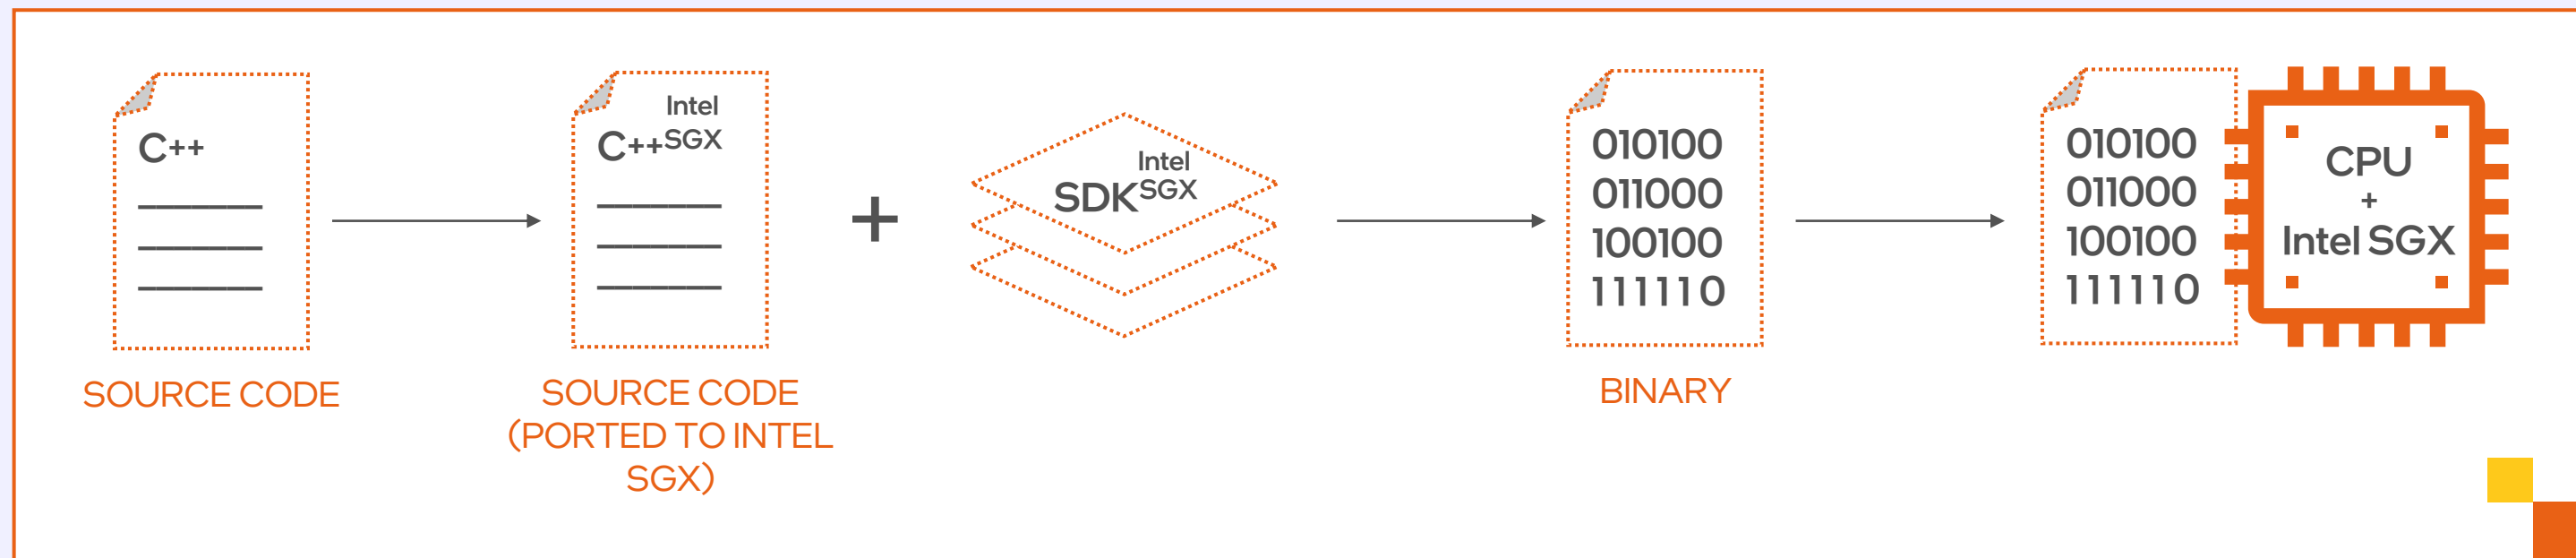 C++
SOURCE CODE
Intel
C++SGX
SOURCE CODE
(PORTED TO INTEL
SGX)
+
Intel
SDKSGX
010100
011000
100100
111110
BINARY
010100
011000
100100
111110
CPU
+
Intel SGX